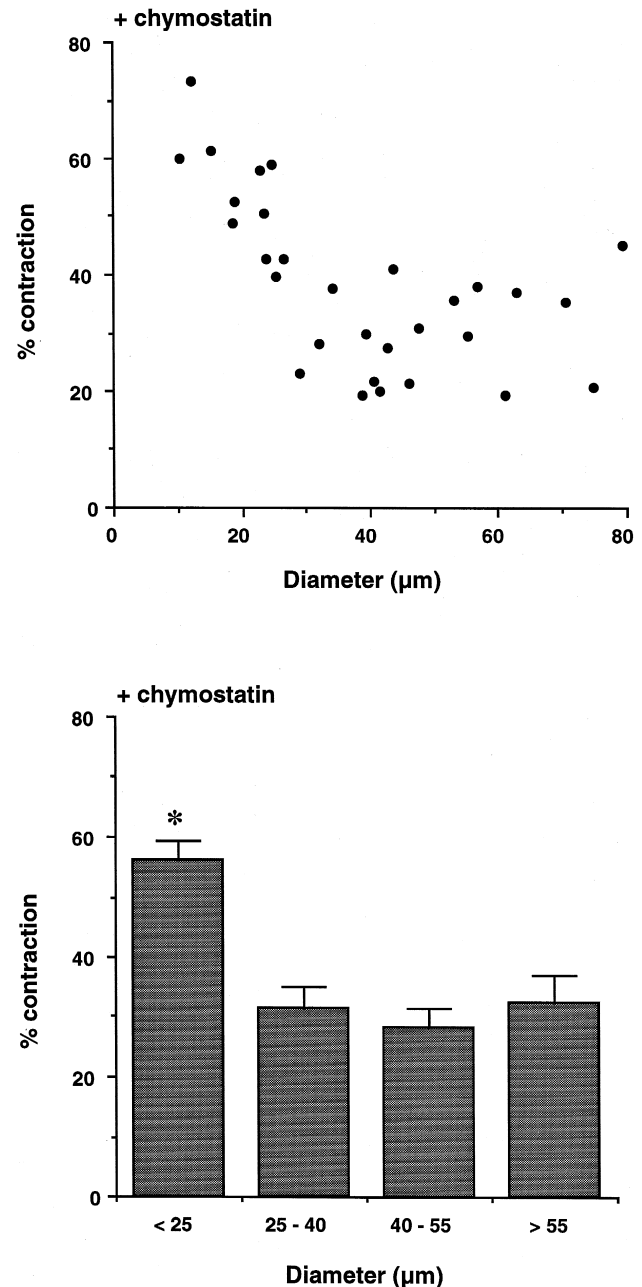 + chymostatin
80
60
40
20
0
% contraction
0 20 40 60 80
Diameter (µm)
+ chymostatin
80
60
40
20
0
% contraction
*
< 25 25 - 40 40 - 55 > 55
Diameter (µm)